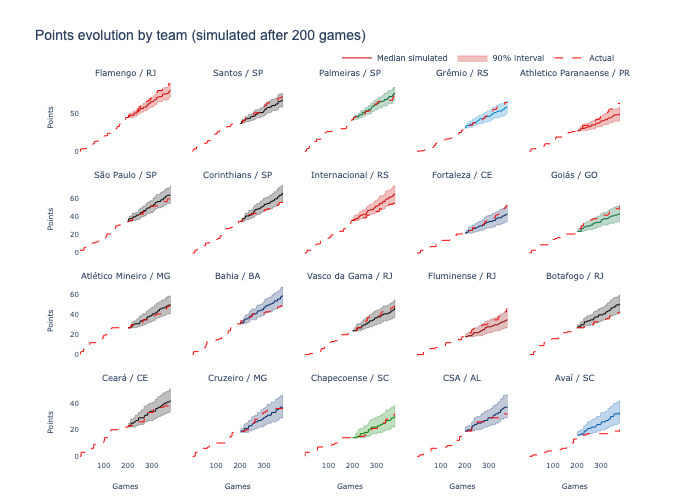 Points evolution by team (simulated after 200 games)
Median simulated 90% interval Actual
Flamengo / RJ Santos / SP Palmeiras / SP Grêmio / RS Athletico Paranaense / PR
Points
50
0
São Paulo / SP Corinthians / SP Internacional / RS Fortaleza / CE Goiás / GO
Points
60
40
20
0
Atlético Mineiro / MG Bahia / BA Vasco da Gama / RJ Fluminense / RJ Botafogo / RJ
Points
60
40
20
0
Ceará / CE Cruzeiro / MG Chapecoense / SC CSA / AL Avaí / SC
Points
40
20
0
100 200 300 100 200 300 100 200 300 100 200 300 100 200 300
Games Games Games Games Games